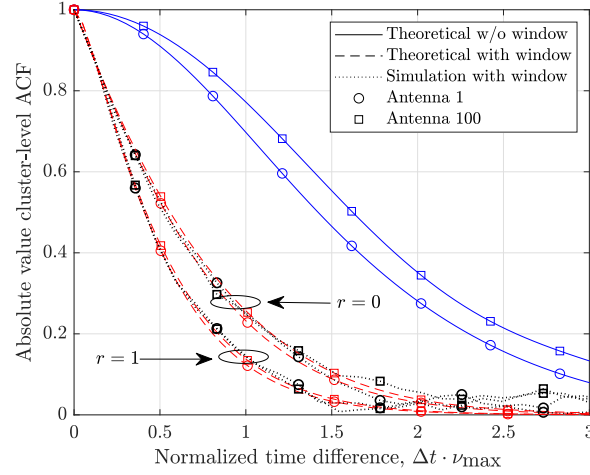 Absolute value cluster-level ACF
1
0.8
0.6
0.4
0.2
0
Theoretical w/o window
Theoretical with window
Simulation with window
Antenna 1
Antenna 100
r = 0
r = 1
0 0.5 1 1.5 2 2.5 3
Normalized time difference, Δt · ν_max